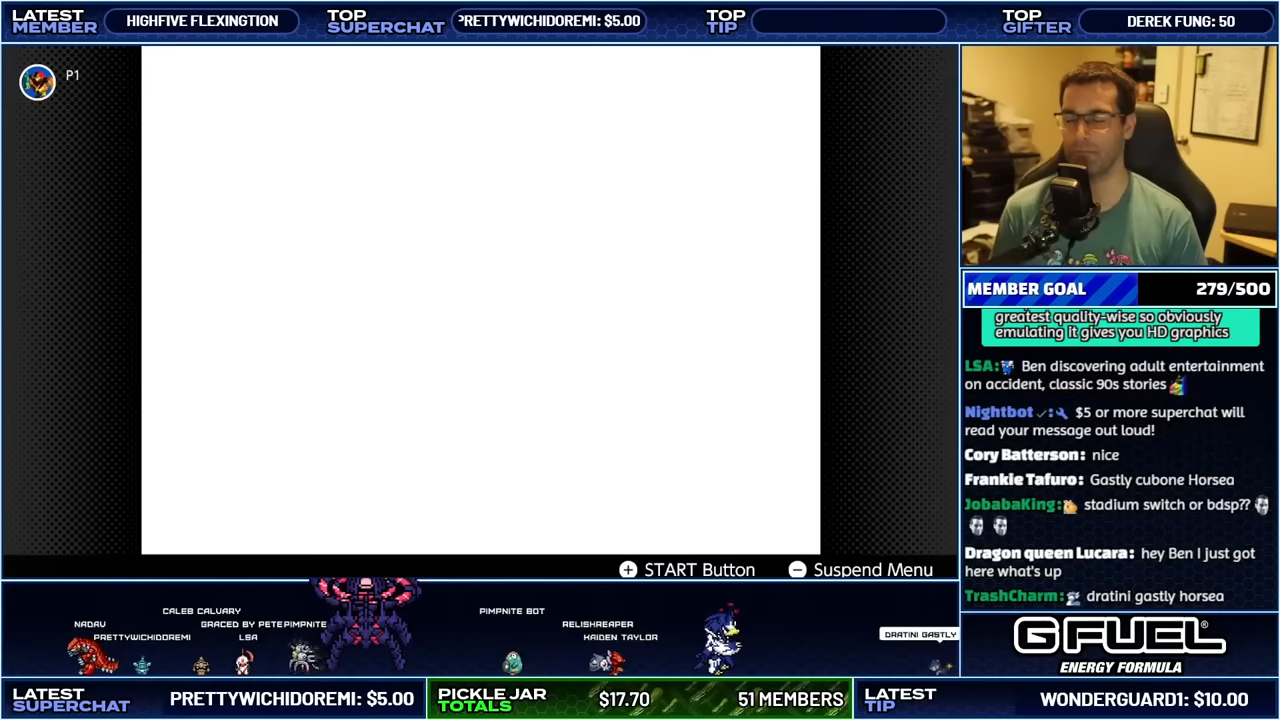 LATEST MEMBER HIGHFIVE FLEXINGTION
TOP SUPERCHAT PRETTYWICHIDOREMI: $5.00
TOP TIP
TOP GIFTER DEREK FUNG: 50
P1
MEMBER GOAL 279/500
greatest quality-wise so obviously
emulating it gives you HD graphics
LSA: Ben discovering adult entertainment
on accident, classic 90s stories
Nightbot ✓: $5 or more superchat will
read your message out loud!
Cory Batterson: nice
Frankie Tafuro: Gastly cubone Horsea
JobabaKing: stadium switch or bdsp??
Dragon queen Lucara: hey Ben I just got
here what's up
TrashCharm: dratini gastly horsea
+ START Button - Suspend Menu
CALEB CALVARY
PIMPNITE BOT
NADAV
GRACED BY PETEPIMPNITE
RELISHREAPER
PRETTYWICHIDOREMI
LBA
HAIDEN TAYLOR
DRATINI GASTLY
G FUEL®
ENERGY FORMULA
LATEST SUPERCHAT PRETTYWICHIDOREMI: $5.00
PICKLE JAR TOTALS $17.70 51 MEMBERS
LATEST TIP WONDERGUARD1: $10.00